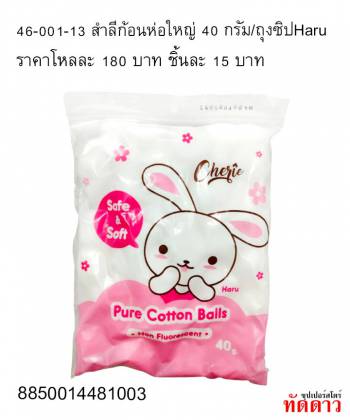 46-001-13 สำลีก้อนห่อใหญ่ 40 กรัม/ถุงซิปHaru
ราคาโหลละ 180 บาท ชิ้นละ 15 บาท
Cherie
Safe
&
Soft
Haru
Pure Cotton Balls
Non Fluorescent
40g
8850014481003
ซุปเปอร์สโตร์
ทัดดาว